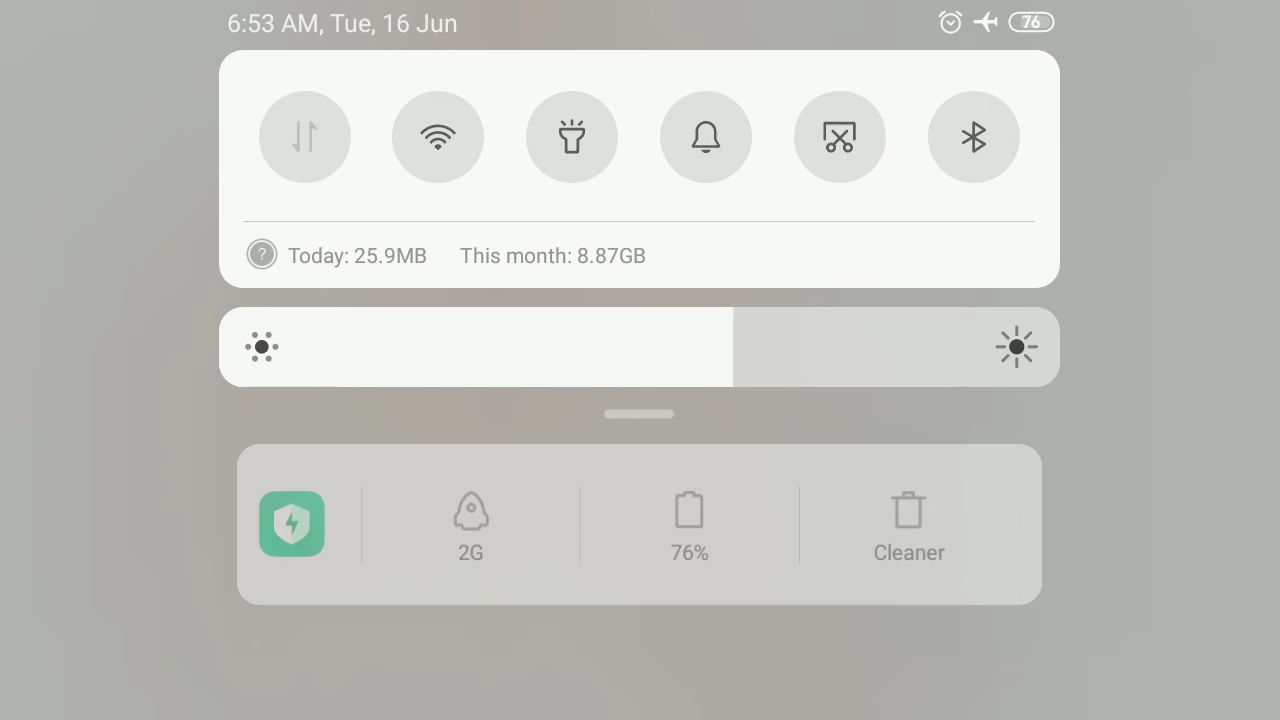 6:53 AM, Tue, 16 Jun
76
? Today: 25.9MB This month: 8.87GB
2G
76%
Cleaner